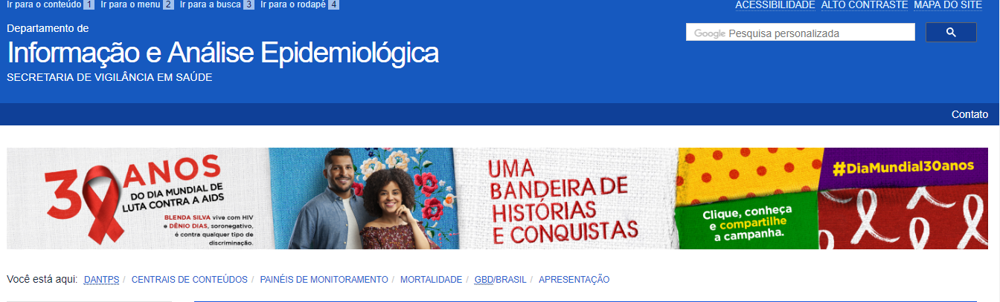 Ir para o conteúdo 1 Ir para o menu 2 Ir para a busca 3 Ir para o rodapé 4
ACESSIBILIDADE ALTO CONTRASTE MAPA DO SITE
Departamento de
Informação e Análise Epidemiológica
SECRETARIA DE VIGILÂNCIA EM SAÚDE
Google Pesquisa personalizada
Contato
30 ANOS
DO DIA MUNDIAL DE
LUTA CONTRA A AIDS
BLENDA SILVA vive com HIV
e DÊNIO DIAS, soronegativo,
é contra qualquer tipo de
discriminação.
UMA
BANDEIRA DE
HISTÓRIAS
E CONQUISTAS
#DiaMundial30anos
Clique, conheça
e compartilhe
a campanha.
Você está aqui: DANTPS / CENTRAIS DE CONTEÚDOS / PAINÉIS DE MONITORAMENTO / MORTALIDADE / GBD/BRASIL / APRESENTAÇÃO